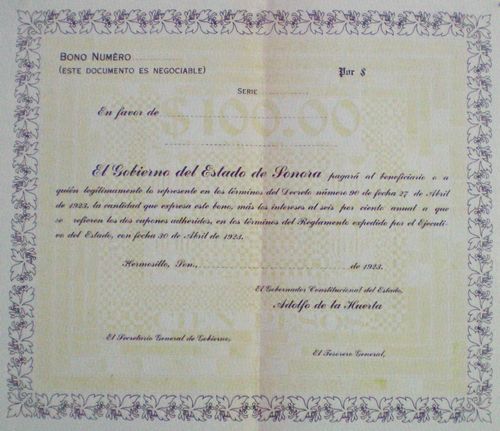 BONO NUMÉRO
(ESTE DOCUMENTO ES NEGOCIABLE)
Por $
SERIE
En favor de
$100.00
El Gobierno del Estado de Sonora pagará al beneficiario o a
quién legítimamente lo represente en los términos del Decreto número 90 de fecha 27 de Abril
de 1923, la cantidad que expresa este bono, más los intereses al seis por ciento anual a que
se refieren los dos cupones adheridos, en los términos del Reglamento expedido por el Ejecuti-
vo del Estado, con fecha 30 de Abril de 1923.
Hermosillo, Son., de 1923.
El Gobernador Constitucional del Estado,
Adolfo de la Huerta
El Secretario General de Gobierno,
El Tesorero General,